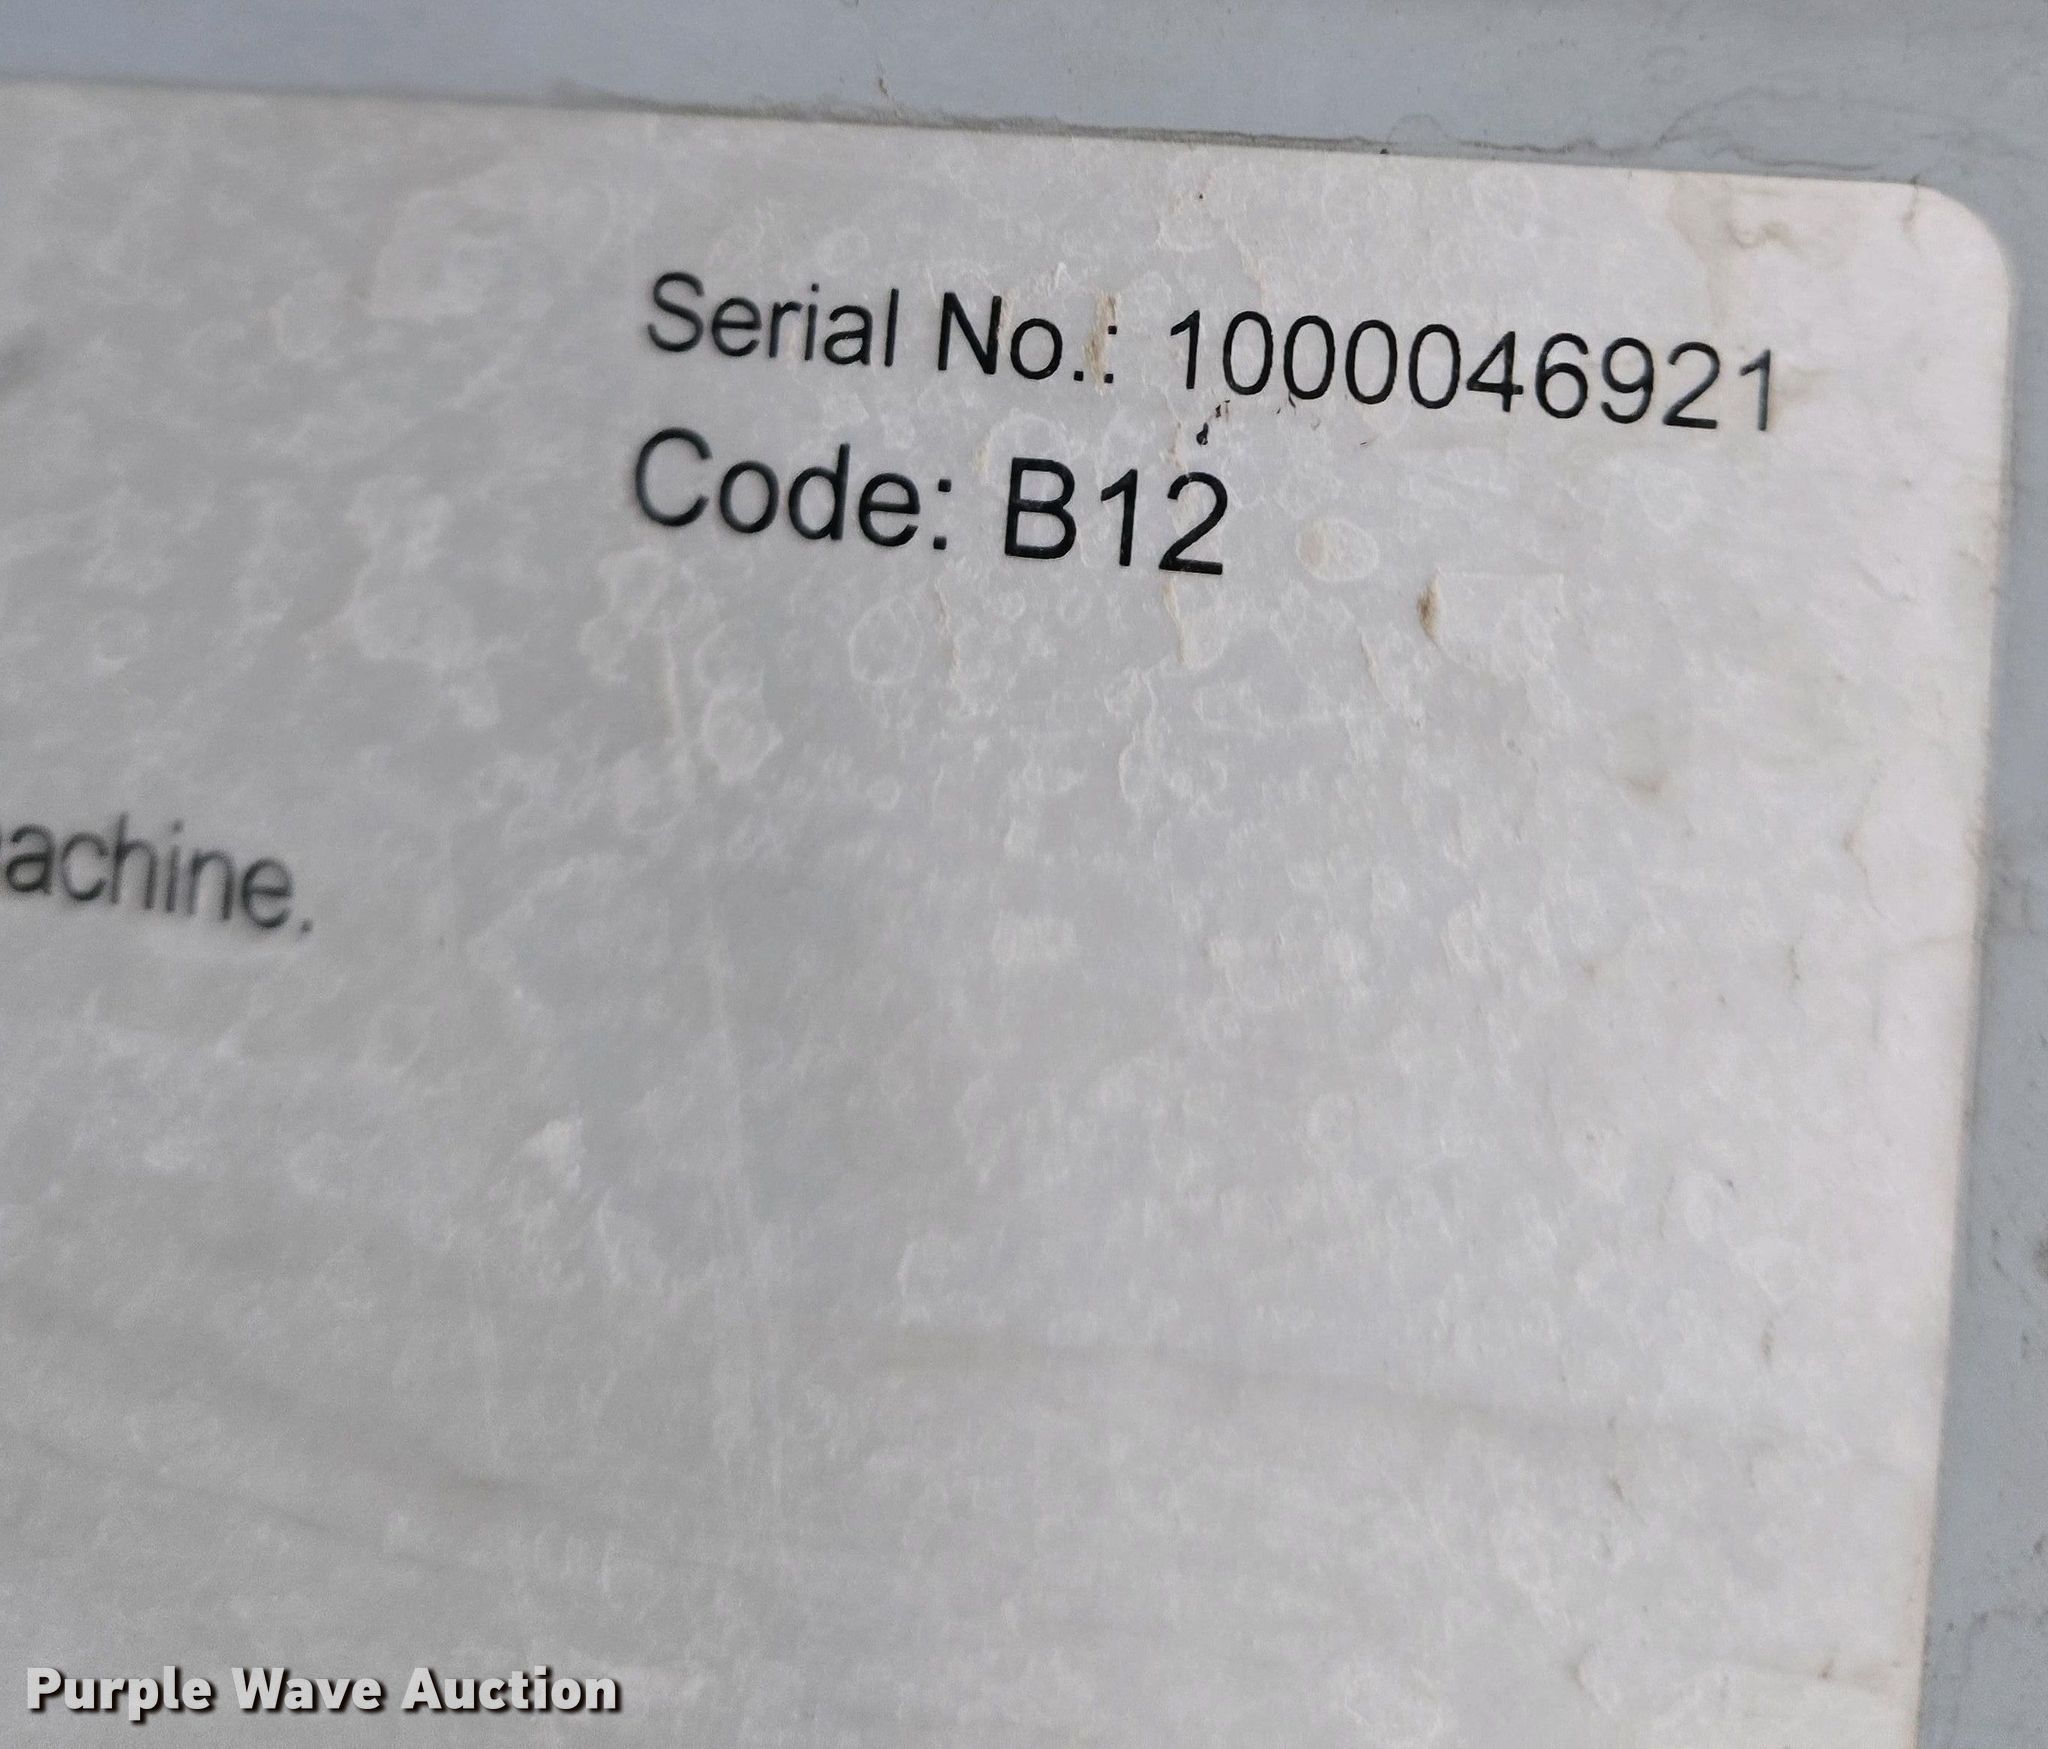 Serial No.: 1000046921
Code: B12
achine.
Purple Wave Auction